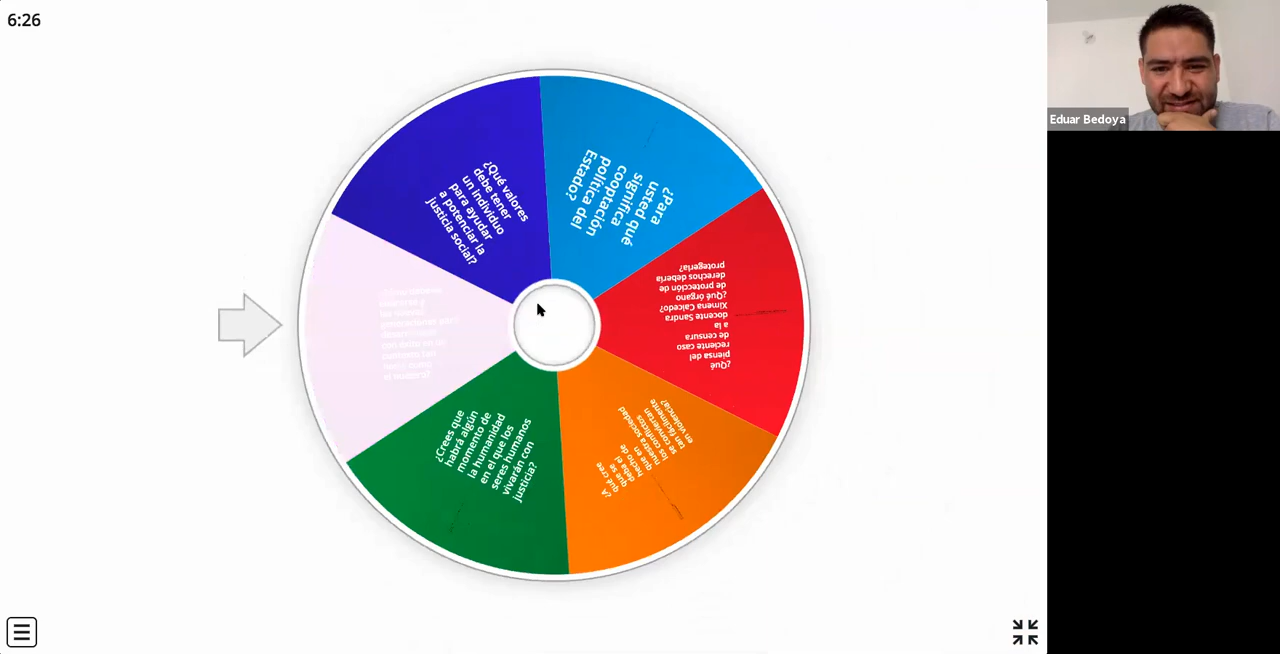 6:26
¿Qué valores
debe tener
un individuo
para ayudar
a potenciar la
justicia social?
¿Para
usted qué
significa
cooptación
política del
Estado?
¿Qué
piensa del
reciente caso
de censura
a la
docente Sandra
Ximena Caicedo?
¿Qué órgano
de protección de
derechos debería
protegerla?
¿A
qué cree
que se
deba el
hecho de
que en
nuestra sociedad
los conflictos
se conviertan
tan fácilmente
en violencia?
¿Crees que
habrá algún
momento de
la humanidad
en el que los
seres humanos
vivarán con
justicia?
Eduar Bedoya